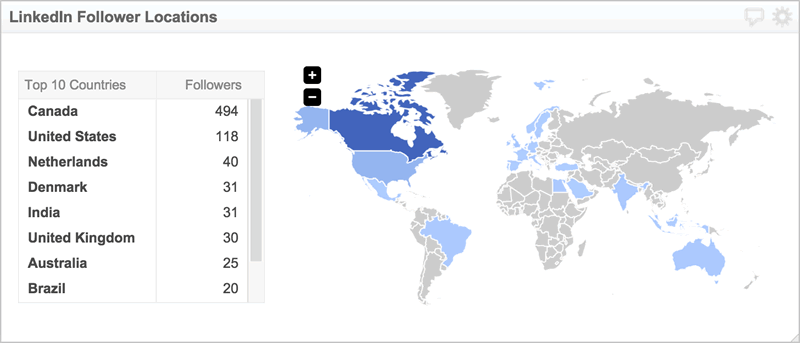 LinkedIn Follower Locations
Top 10 Countries Followers
Canada 494
United States 118
Netherlands 40
Denmark 31
India 31
United Kingdom 30
Australia 25
Brazil 20
+
−